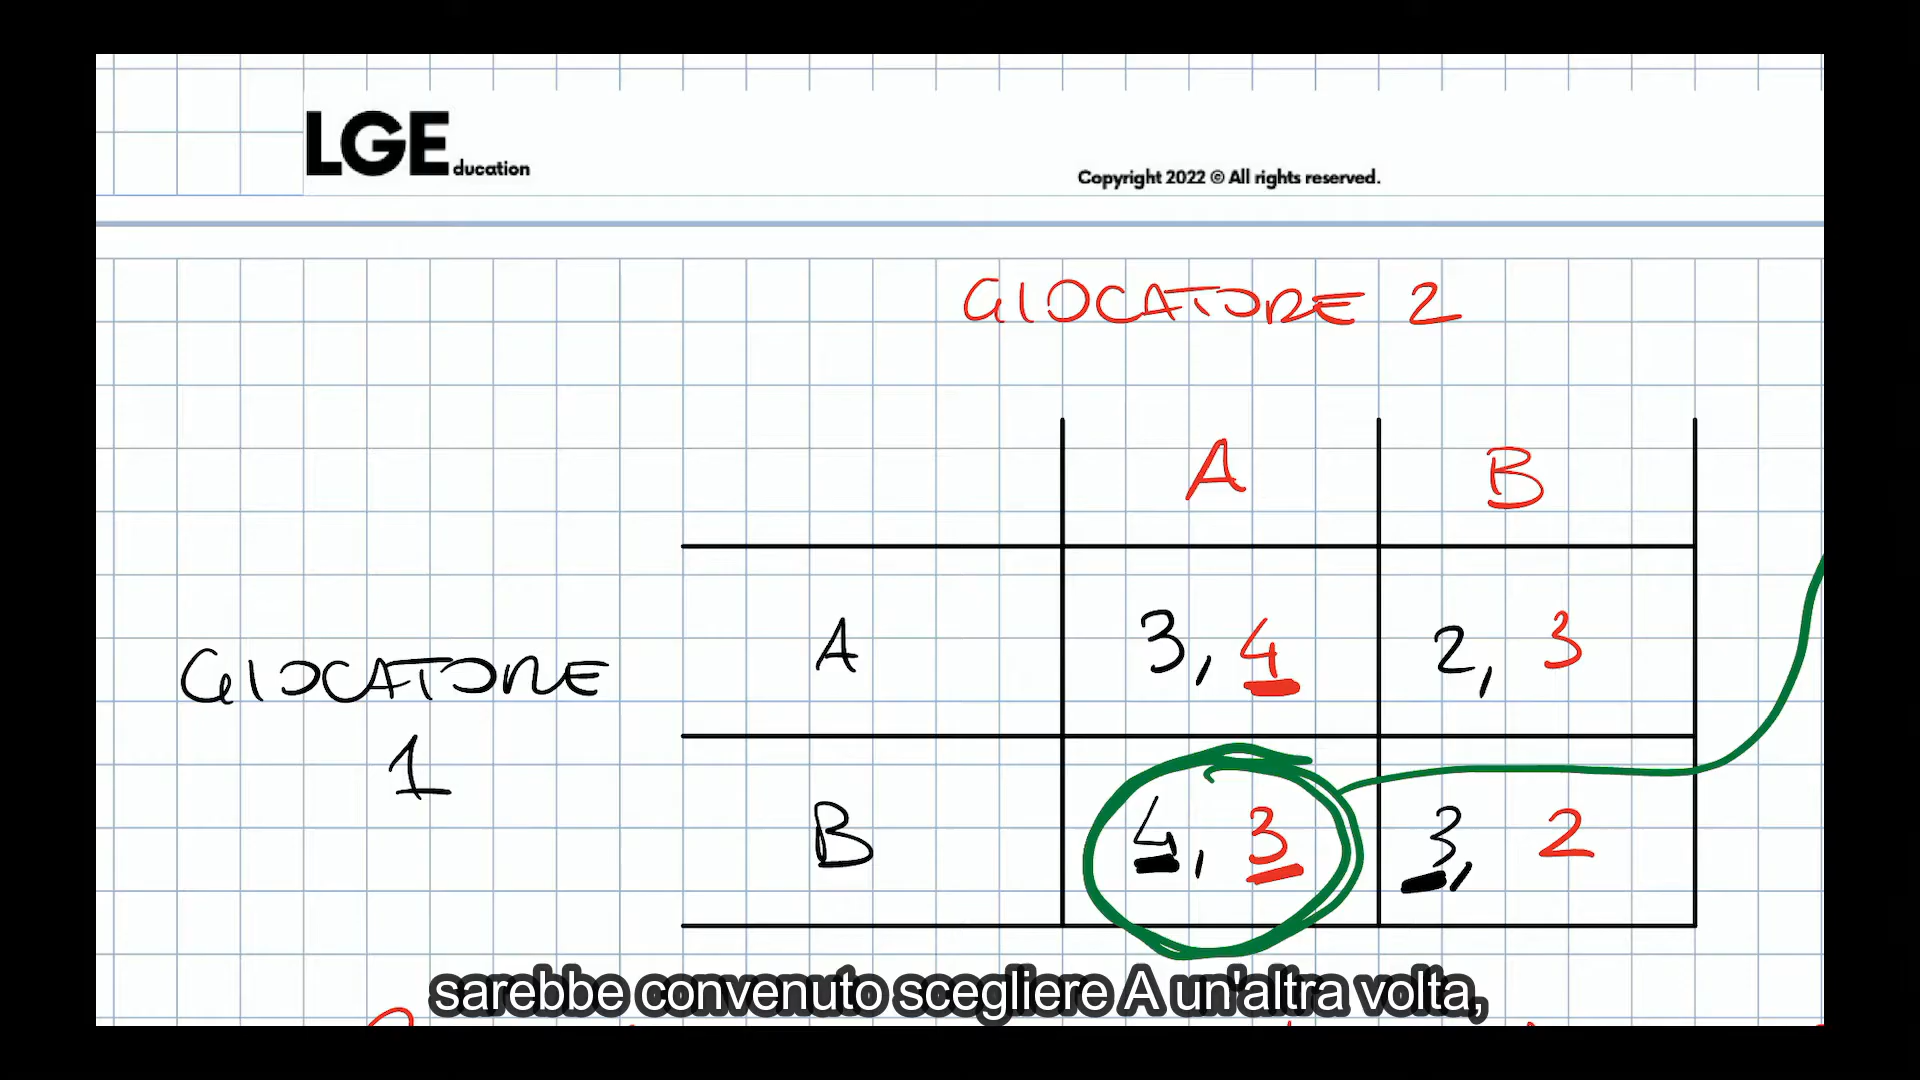 LGEducation
Copyright 2022 © All rights reserved.
GIOCATORE 2
A B
A 3, 4 2, 3
GIOCATORE
1
B 4, 3 3, 2
sarebbe convenuto scegliere A un'altra volta,